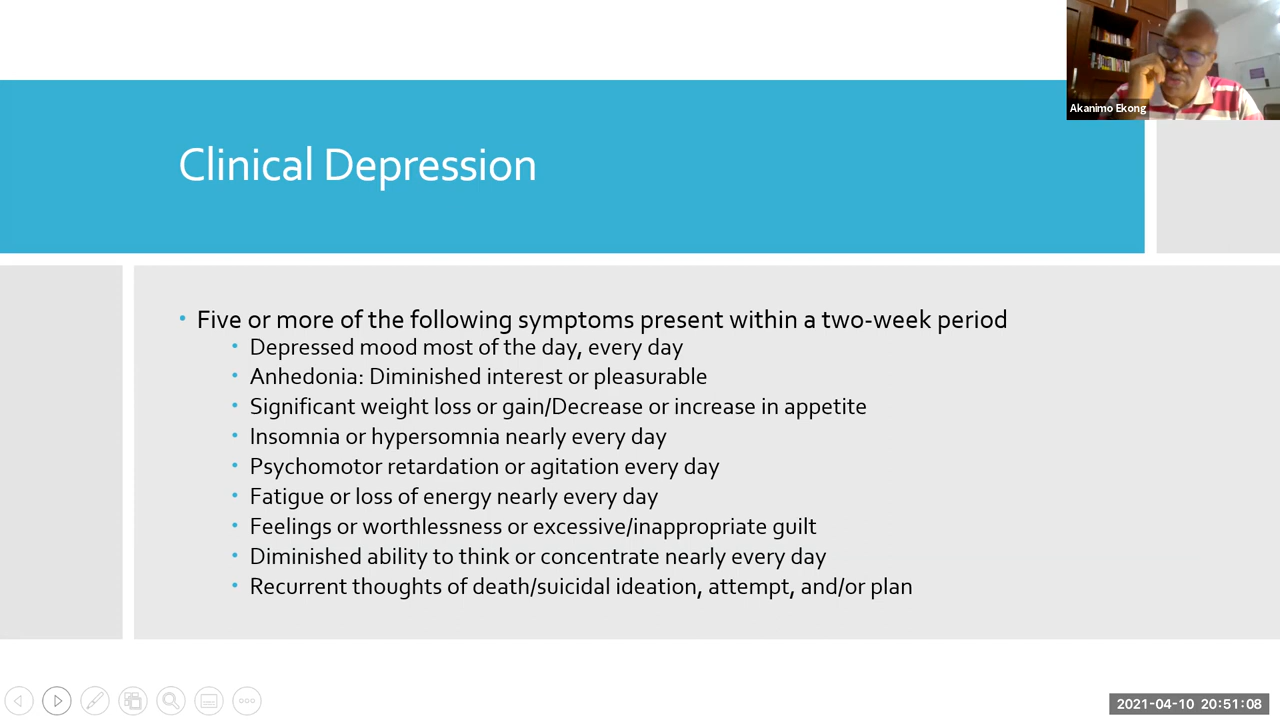 Akanimo Ekong
Clinical Depression
• Five or more of the following symptoms present within a two-week period
• Depressed mood most of the day, every day
• Anhedonia: Diminished interest or pleasurable
• Significant weight loss or gain/Decrease or increase in appetite
• Insomnia or hypersomnia nearly every day
• Psychomotor retardation or agitation every day
• Fatigue or loss of energy nearly every day
• Feelings or worthlessness or excessive/inappropriate guilt
• Diminished ability to think or concentrate nearly every day
• Recurrent thoughts of death/suicidal ideation, attempt, and/or plan
2021-04-10 20:51:08